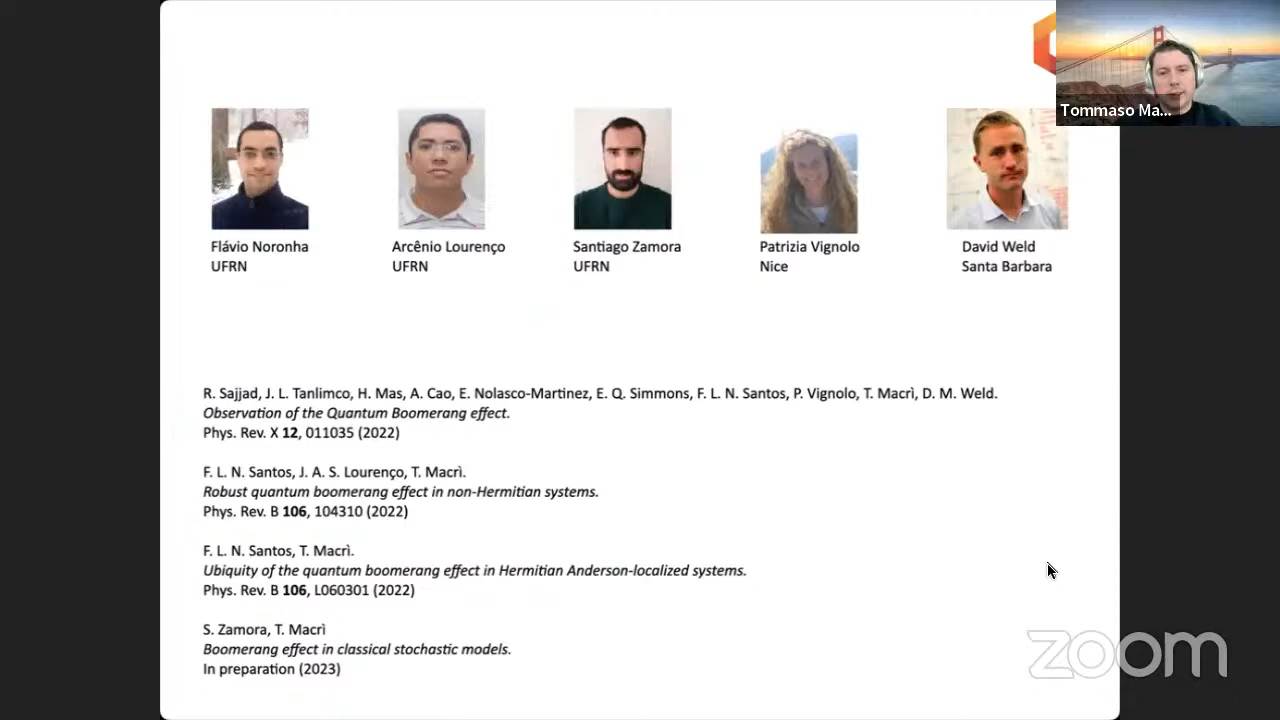 Tommaso Ma...
Flávio Noronha
UFRN
Arcênio Lourenço
UFRN
Santiago Zamora
UFRN
Patrizia Vignolo
Nice
David Weld
Santa Barbara
R. Sajjad, J. L. Tanlimco, H. Mas, A. Cao, E. Nolasco-Martinez, E. Q. Simmons, F. L. N. Santos, P. Vignolo, T. Macrì, D. M. Weld.
Observation of the Quantum Boomerang effect.
Phys. Rev. X 12, 011035 (2022)
F. L. N. Santos, J. A. S. Lourenço, T. Macrì.
Robust quantum boomerang effect in non-Hermitian systems.
Phys. Rev. B 106, 104310 (2022)
F. L. N. Santos, T. Macrì.
Ubiquity of the quantum boomerang effect in Hermitian Anderson-localized systems.
Phys. Rev. B 106, L060301 (2022)
S. Zamora, T. Macrì
Boomerang effect in classical stochastic models.
In preparation (2023)
zoom